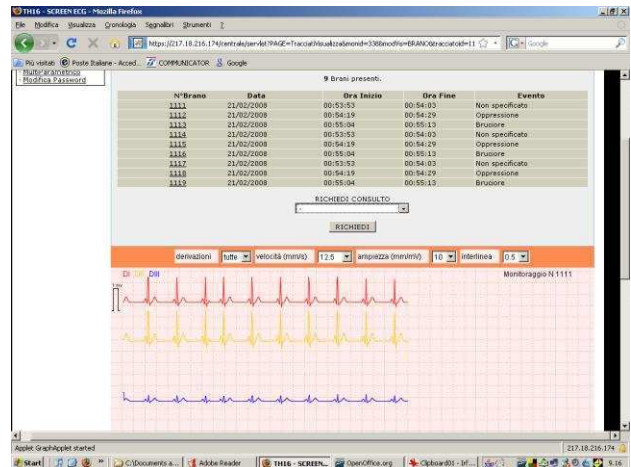 TH16 - SCREEN ECG - Mozilla Firefox
File Modifica Visualizza Cronologia Segnalibri Strumenti ?
Google
Più visitati Poste Italiane - Acced... COMMUNICATOR Google
Multiparametrico
Modifica Password
9 Brani presenti.
N°Brano Data Ora Inizio Ora Fine Evento
1111 21/02/2008 00:53:53 00:54:03 Non specificato
1112 21/02/2008 00:54:19 00:54:29 Oppressione
1113 21/02/2008 00:55:04 00:55:13 Bruciore
1114 21/02/2008 00:53:53 00:54:03 Non specificato
1115 21/02/2008 00:54:19 00:54:29 Oppressione
1116 21/02/2008 00:55:04 00:55:13 Bruciore
1117 21/02/2008 00:53:53 00:54:03 Non specificato
1118 21/02/2008 00:54:19 00:54:29 Oppressione
1119 21/02/2008 00:55:04 00:55:13 Bruciore
RICHIEDI CONSULTO
-
RICHIEDI
derivazioni tutte velocità (mm/s) 12.5 ampiezza (mm/mV) 10 interlinea 0.5
DI DII DIII Monitoraggio N.1111
Applet GraphApplet started 217.18.216.174
Start C:\Documents a... Adobe Reader TH16 - SCREEN... OpenOffice.org Clipboard01 - Irf...